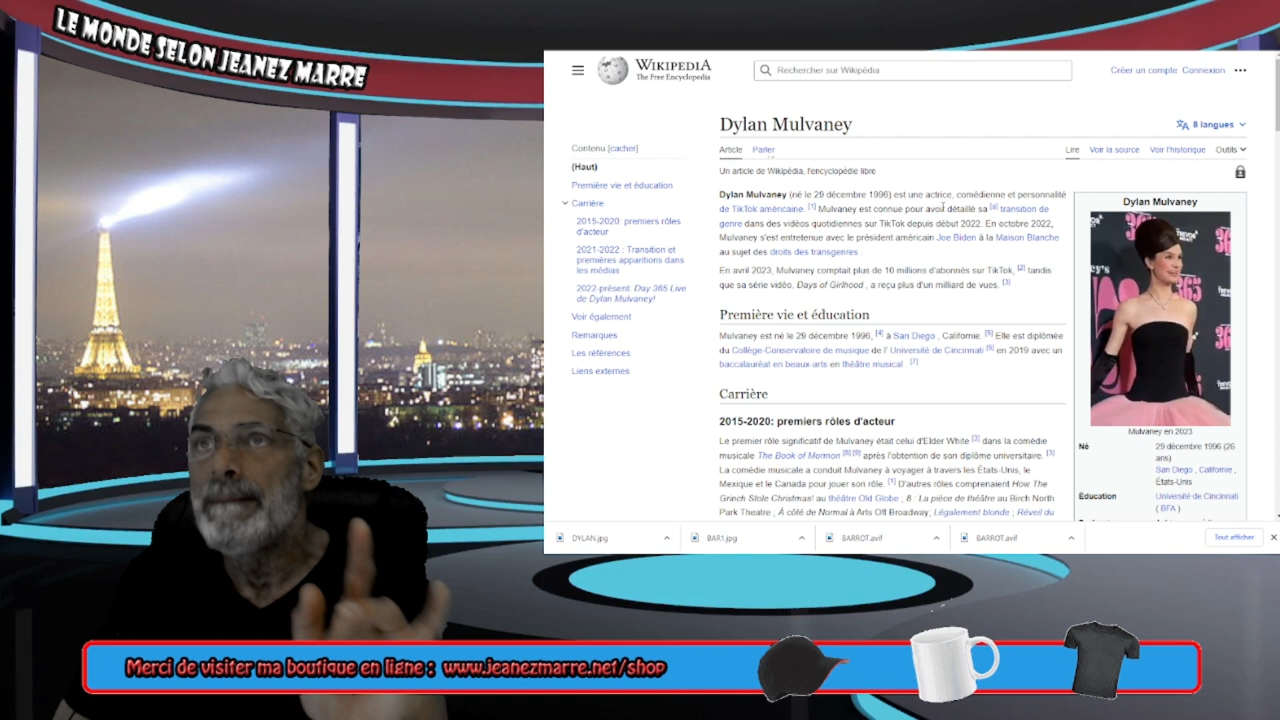 LE MONDE SELON JEANEZ MARRE
WIKIPEDIA
The Free Encyclopedia
Rechercher sur Wikipédia
Créer un compte Connexion
Dylan Mulvaney
8 langues
Contenu [cacher]
(Haut)
Première vie et éducation
Carrière
2015-2020: premiers rôles
d'acteur
2021-2022 : Transition et
premières apparitions dans
les médias
2022-présent: Day 365 Live
de Dylan Mulvaney!
Voir également
Remarques
Les références
Liens externes
Article Parler
Lire Voir la source Voir l'historique Outils
Un article de Wikipédia, l'encyclopédie libre
Dylan Mulvaney (né le 29 décembre 1996) est une actrice, comédienne et personnalité
de TikTok américaine. [1] Mulvaney est connue pour avoir détaillé sa [a] transition de
genre dans des vidéos quotidiennes sur TikTok depuis début 2022. En octobre 2022,
Mulvaney s'est entretenue avec le président américain Joe Biden à la Maison Blanche
au sujet des droits des transgenres .
En avril 2023, Mulvaney comptait plus de 10 millions d'abonnés sur TikTok, [2] tandis
que sa série vidéo, Days of Girlhood , a reçu plus d'un milliard de vues. [3]
Première vie et éducation
Mulvaney est né le 29 décembre 1996, [4] à San Diego , Californie. [5] Elle est diplômée
du Collège-Conservatoire de musique de l' Université de Cincinnati [6] en 2019 avec un
baccalauréat en beaux-arts en théâtre musical . [7]
Carrière
2015-2020: premiers rôles d'acteur
Le premier rôle significatif de Mulvaney était celui d'Elder White [3] dans la comédie
musicale The Book of Mormon [8] [9] après l'obtention de son diplôme universitaire. [3]
La comédie musicale a conduit Mulvaney à voyager à travers les États-Unis, le
Mexique et le Canada pour jouer son rôle. [1] D'autres rôles comprenaient How The
Grinch Stole Christmas! au théâtre Old Globe ; 8 : La pièce de théâtre au Birch North
Park Theatre ; À côté de Normal à Arts Off Broadway; Légalement blonde ; Réveil du
Dylan Mulvaney
365
Mulvaney en 2023
Né 29 décembre 1996 (26
ans)
San Diego , Californie ,
États-Unis
Éducation Université de Cincinnati
( BFA )
DYLAN.jpg
BAR1.jpg
BARROT.avif
BARROT.avif
Tout afficher
Merci de visiter ma boutique en ligne : www.jeanezmarre.net/shop